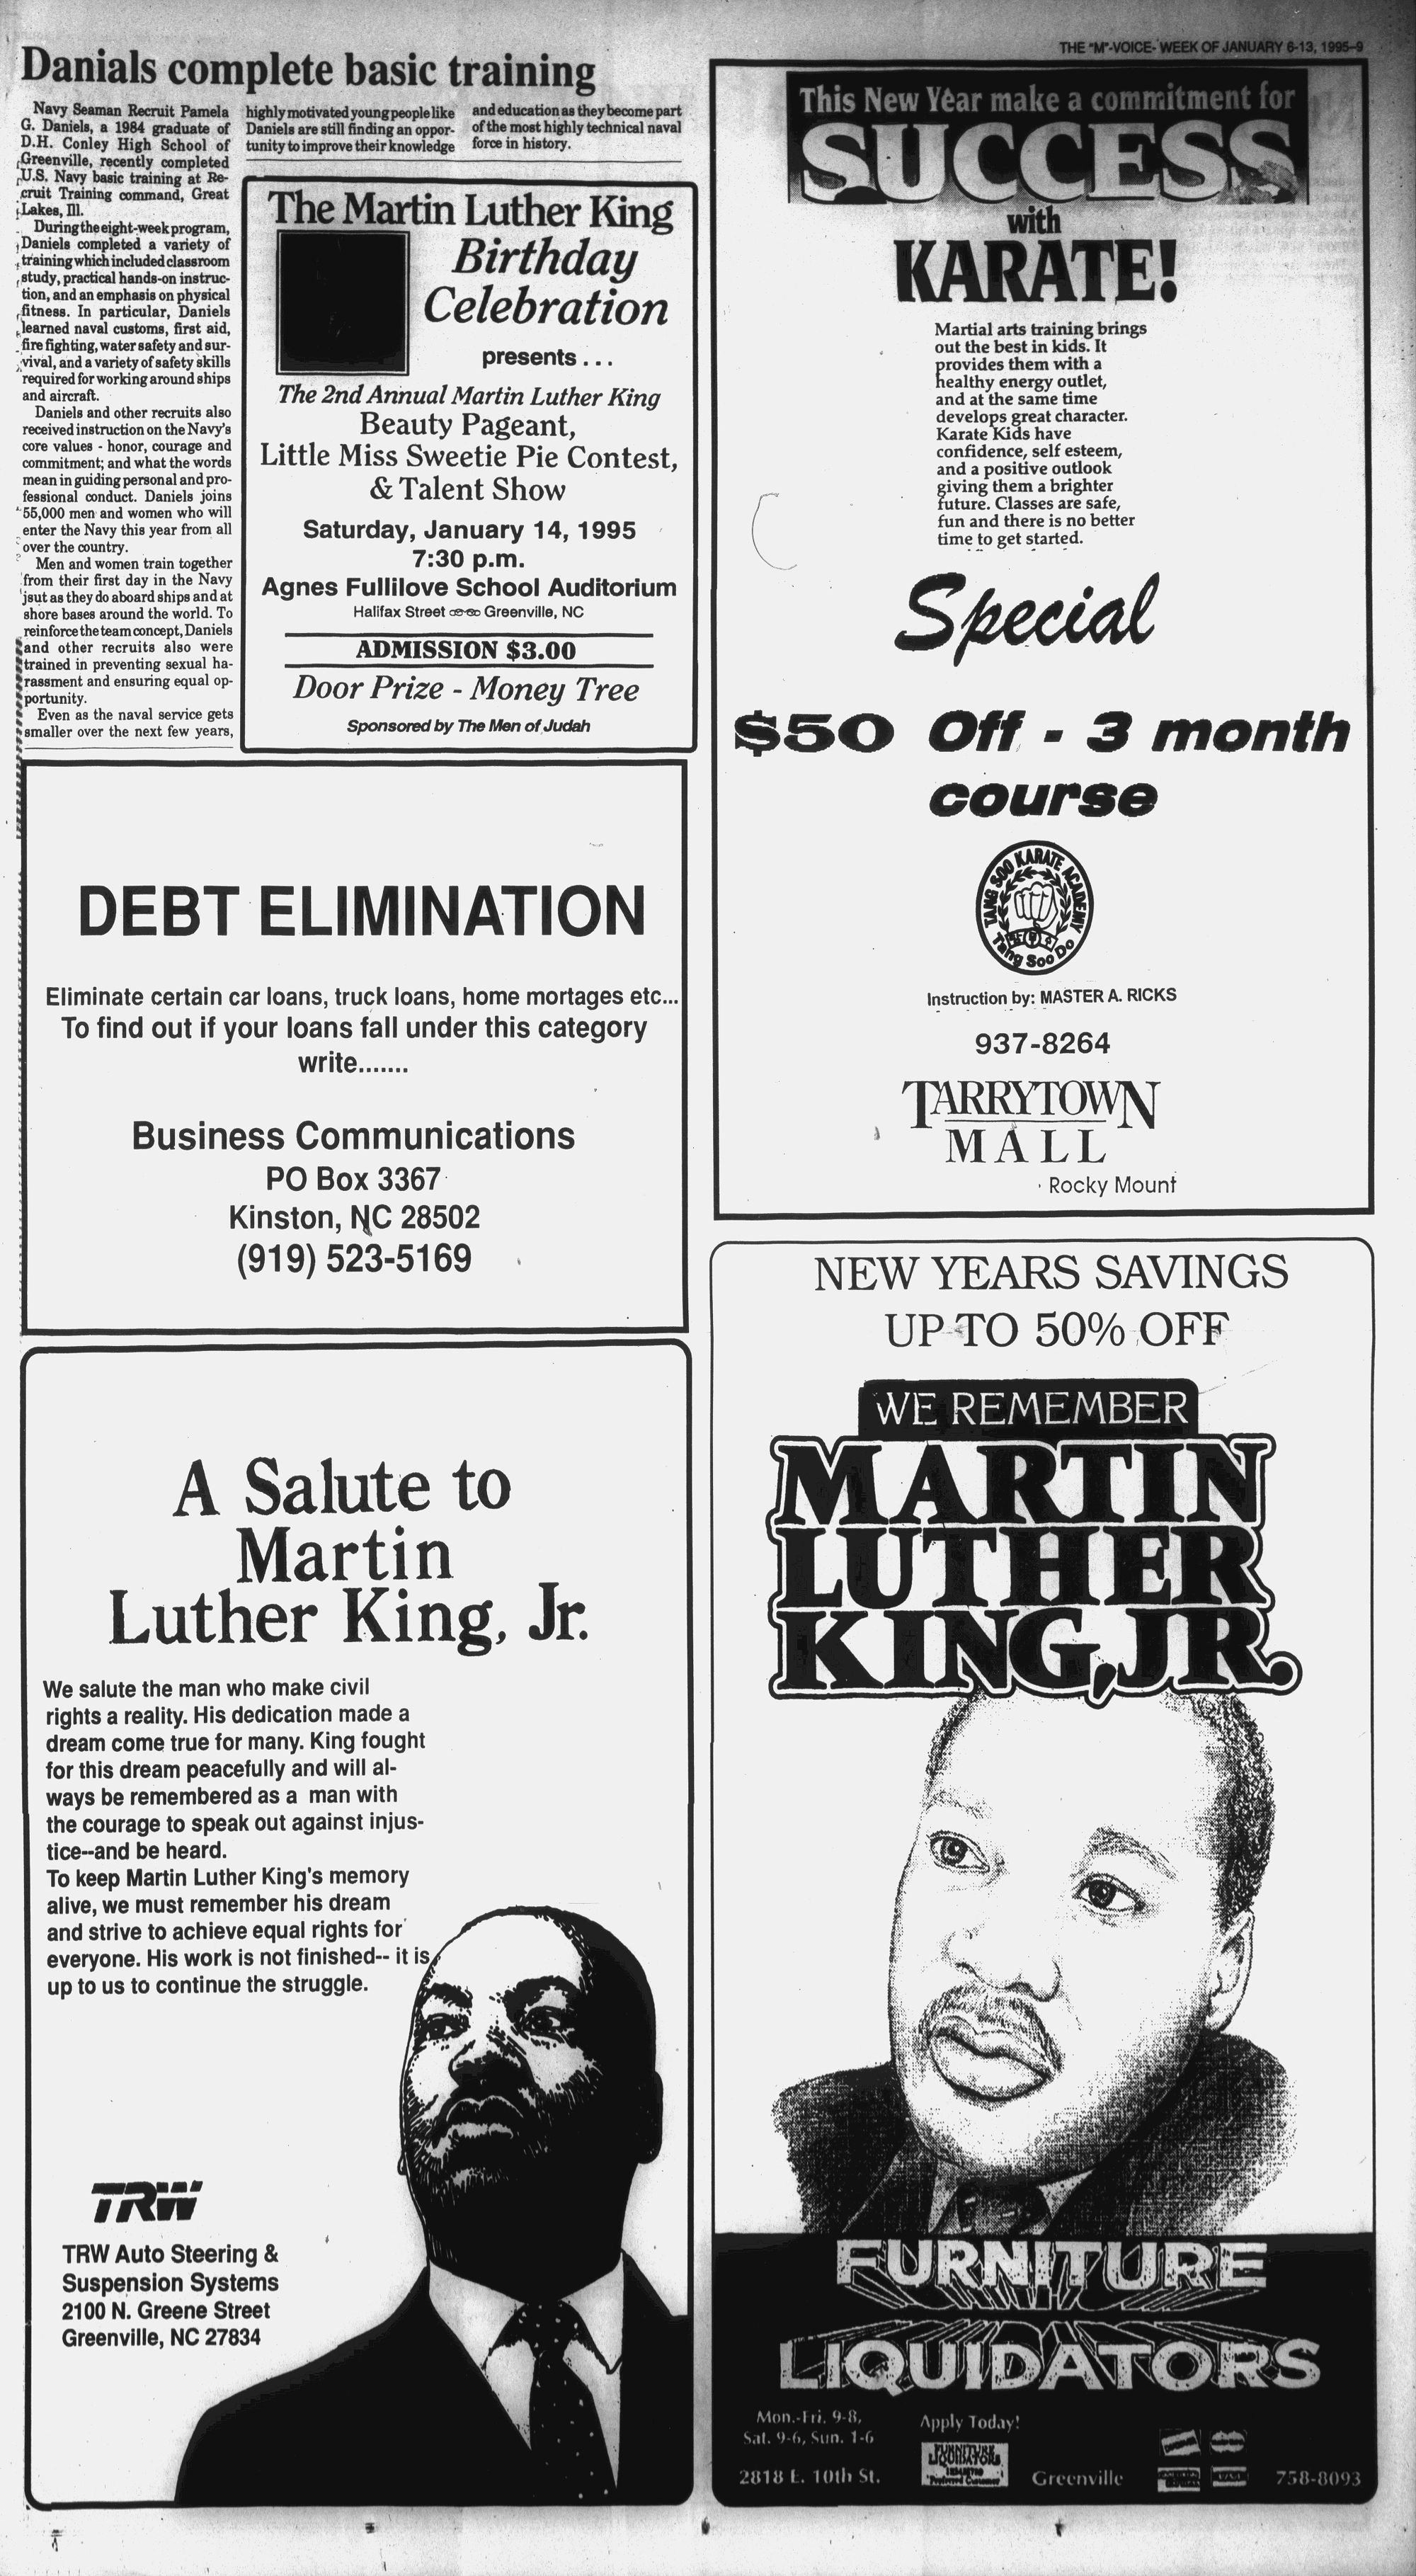 THE "M"-VOICE- WEEK OF JANUARY 6-13, 1995-9
Danials complete basic training
Navy Seaman Recruit Pamela
G. Daniels, a 1984 graduate of
D.H. Conley High School of
Greenville, recently completed
U.S. Navy basic training at Re-
cruit Training command, Great
Lakes, Ill.
During the eight-week program,
Daniels completed a variety of
training which included classroom
study, practical hands-on instruc-
tion, and an emphasis on physical
fitness. In particular, Daniels
learned naval customs, first aid,
fire fighting, water safety and sur-
vival, and a variety of safety skills
required for working around ships
and aircraft.
Daniels and other recruits also
received instruction on the Navy's
core values - honor, courage and
commitment; and what the words
mean in guiding personal and pro-
fessional conduct. Daniels joins
55,000 men and women who will
enter the Navy this year from all
over the country.
Men and women train together
from their first day in the Navy
jsut as they do aboard ships and at
shore bases around the world. To
reinforce the team concept, Daniels
and other recruits also were
trained in preventing sexual ha-
rassment and ensuring equal op-
portunity.
Even as the naval service gets
smaller over the next few years,
highly motivated young people like
Daniels are still finding an oppor-
tunity to improve their knowledge
and education as they become part
of the most highly technical naval
force in history.
The Martin Luther King
Birthday
Celebration
presents . . .
The 2nd Annual Martin Luther King
Beauty Pageant,
Little Miss Sweetie Pie Contest,
& Talent Show
Saturday, January 14, 1995
7:30 p.m.
Agnes Fullilove School Auditorium
Halifax Street Greenville, NC
ADMISSION $3.00
Door Prize - Money Tree
Sponsored by The Men of Judah
DEBT ELIMINATION
Eliminate certain car loans, truck loans, home mortages etc...
To find out if your loans fall under this category
write.......
Business Communications
PO Box 3367
Kinston, NC 28502
(919) 523-5169
A Salute to
Martin
Luther King, Jr.
We salute the man who make civil
rights a reality. His dedication made a
dream come true for many. King fought
for this dream peacefully and will al-
ways be remembered as a man with
the courage to speak out against injus-
tice--and be heard.
To keep Martin Luther King's memory
alive, we must remember his dream
and strive to achieve equal rights for
everyone. His work is not finished-- it is
up to us to continue the struggle.
TRW
TRW Auto Steering &
Suspension Systems
2100 N. Greene Street
Greenville, NC 27834
This New Year make a commitment for
SUCCESS
with
KARATE!
Martial arts training brings
out the best in kids. It
provides them with a
healthy energy outlet,
and at the same time
develops great character.
Karate Kids have
confidence, self esteem,
and a positive outlook
giving them a brighter
future. Classes are safe,
fun and there is no better
time to get started.
Special
$50 Off - 3 month
course
TANG SOO KARATE ACADEMY
Tang Soo Do
Instruction by: MASTER A. RICKS
937-8264
TARRYTOWN
MALL
Rocky Mount
NEW YEARS SAVINGS
UP TO 50% OFF
WE REMEMBER
MARTIN
LUTHER
KING, JR.
FURNITURE
LIQUIDATORS
Mon.-Fri. 9-8,
Sat. 9-6, Sun. 1-6
2818 E. 10th St.
Apply Today!
FURNITURE
LIQUIDATORS
Greenville
758-8093